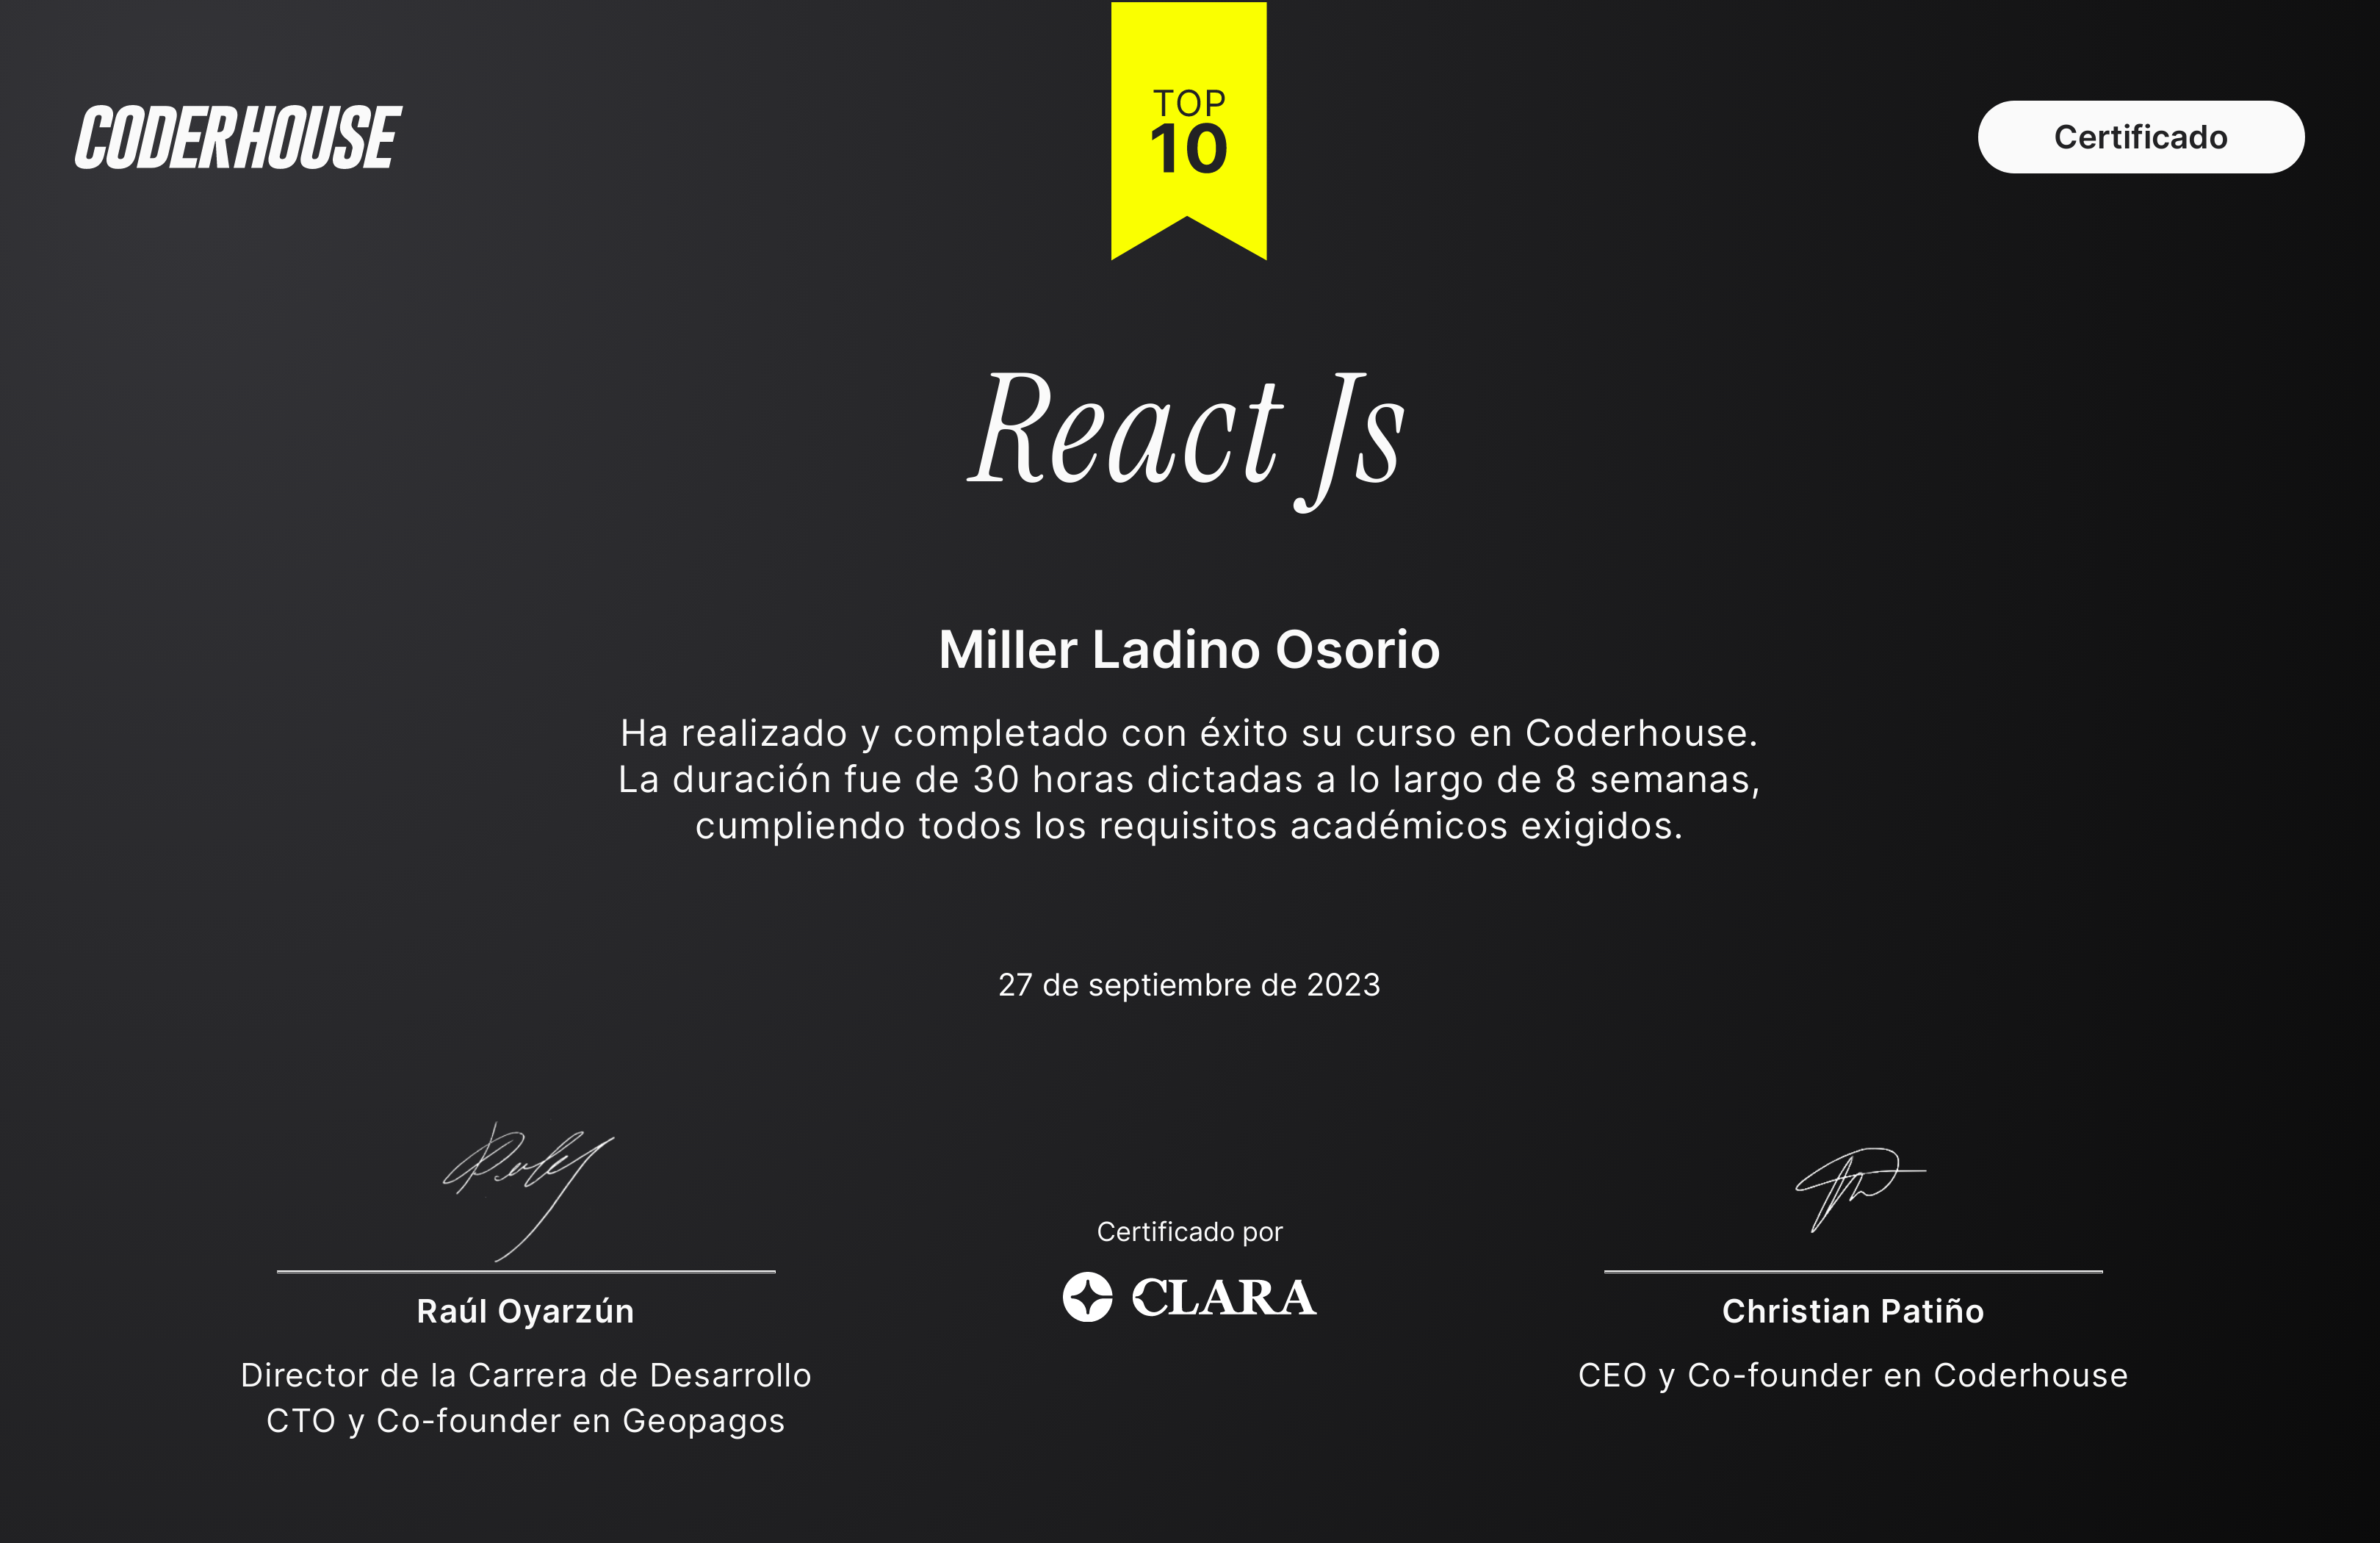 CODERHOUSE
TOP
10
Certificado
React Js
Miller Ladino Osorio
Ha realizado y completado con éxito su curso en Coderhouse.
La duración fue de 30 horas dictadas a lo largo de 8 semanas,
cumpliendo todos los requisitos académicos exigidos.
27 de septiembre de 2023
Raúl Oyarzún
Director de la Carrera de Desarrollo
CTO y Co-founder en Geopagos
Certificado por
CLARA
Christian Patiño
CEO y Co-founder en Coderhouse